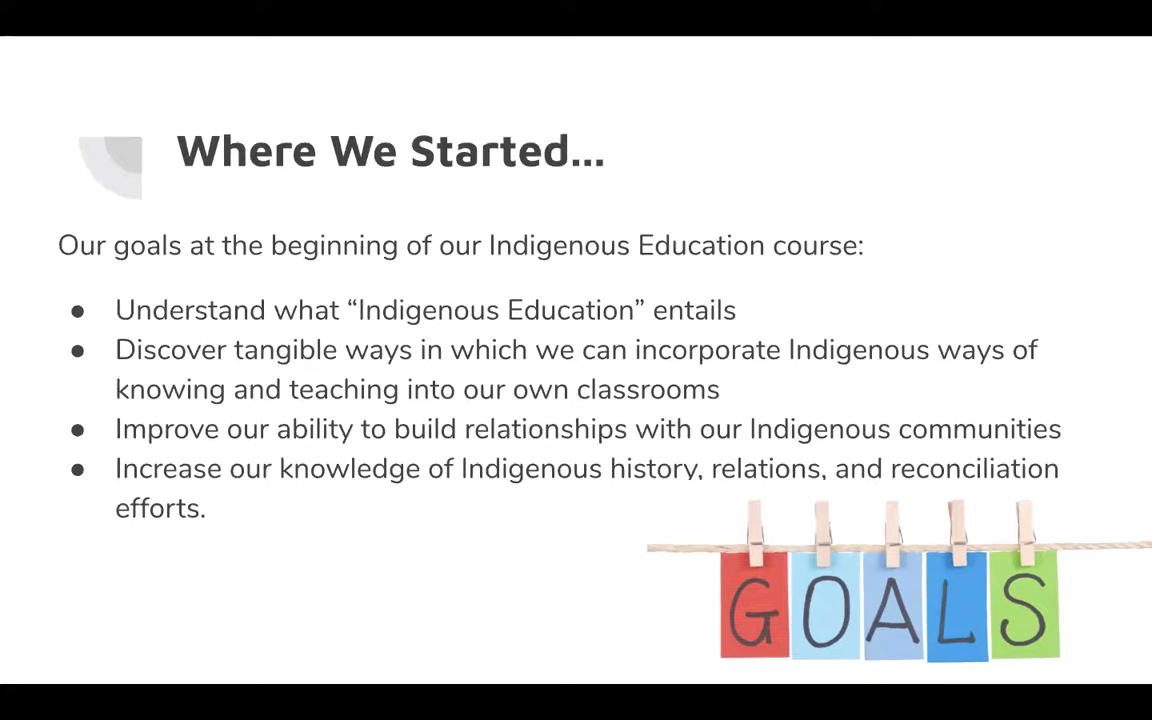 Where We Started...
Our goals at the beginning of our Indigenous Education course:
● Understand what “Indigenous Education” entails
● Discover tangible ways in which we can incorporate Indigenous ways of
knowing and teaching into our own classrooms
● Improve our ability to build relationships with our Indigenous communities
● Increase our knowledge of Indigenous history, relations, and reconciliation
efforts.
GOALS